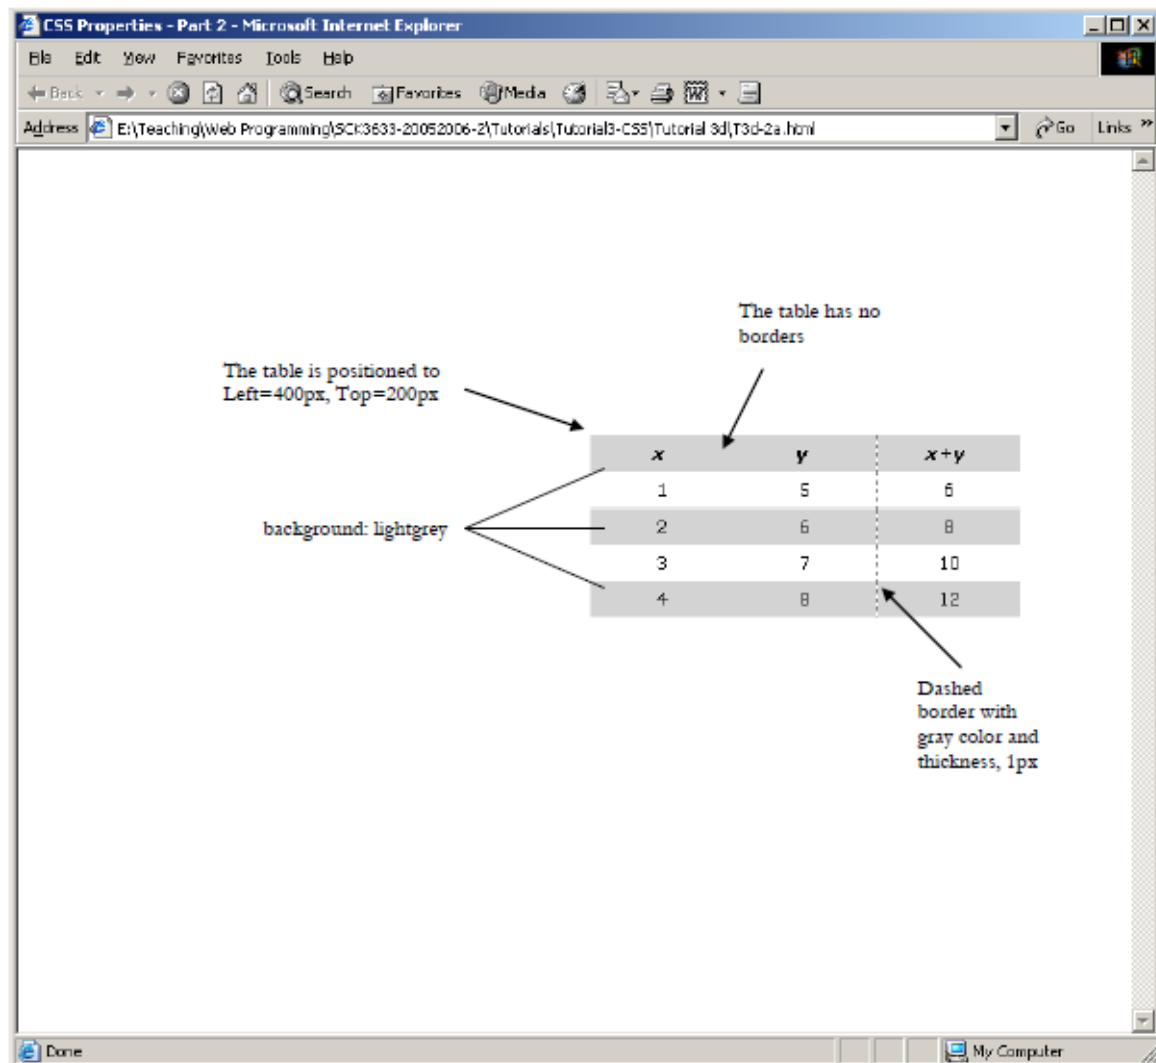 CSS Properties - Part 2 - Microsoft Internet Explorer
File Edit View Favorites Tools Help
Back Search Favorites Media
Address E:\Teaching\Web Programming\SCK3633-20052006-2\Tutorials\Tutorial3-CSS\Tutorial 3d\T3d-2a.html Go Links »
The table has no
borders
The table is positioned to
Left=400px, Top=200px
x y x+y
1 5 6
2 6 8
background: lightgrey
3 7 10
4 8 12
Dashed
border with
gray color and
thickness, 1px
Done My Computer